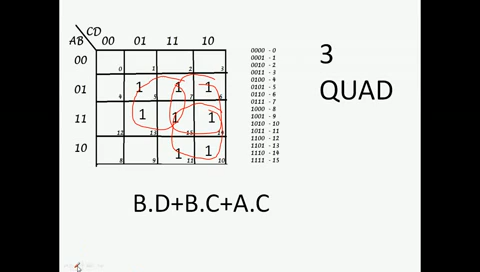 CD
AB 00 01 11 10
00 0 1 3 2
01 4 1 5 1 7 1 6
11 12 1 13 1 15 1 14
10 8 9 1 11 1 10
0000 - 0
0001 - 1
0010 - 2
0011 - 3
0100 - 4
0101 - 5
0110 - 6
0111 - 7
1000 - 8
1001 - 9
1010 - 10
1011 - 11
1100 - 12
1101 - 13
1110 - 14
1111 - 15
3
QUAD
B.D+B.C+A.C